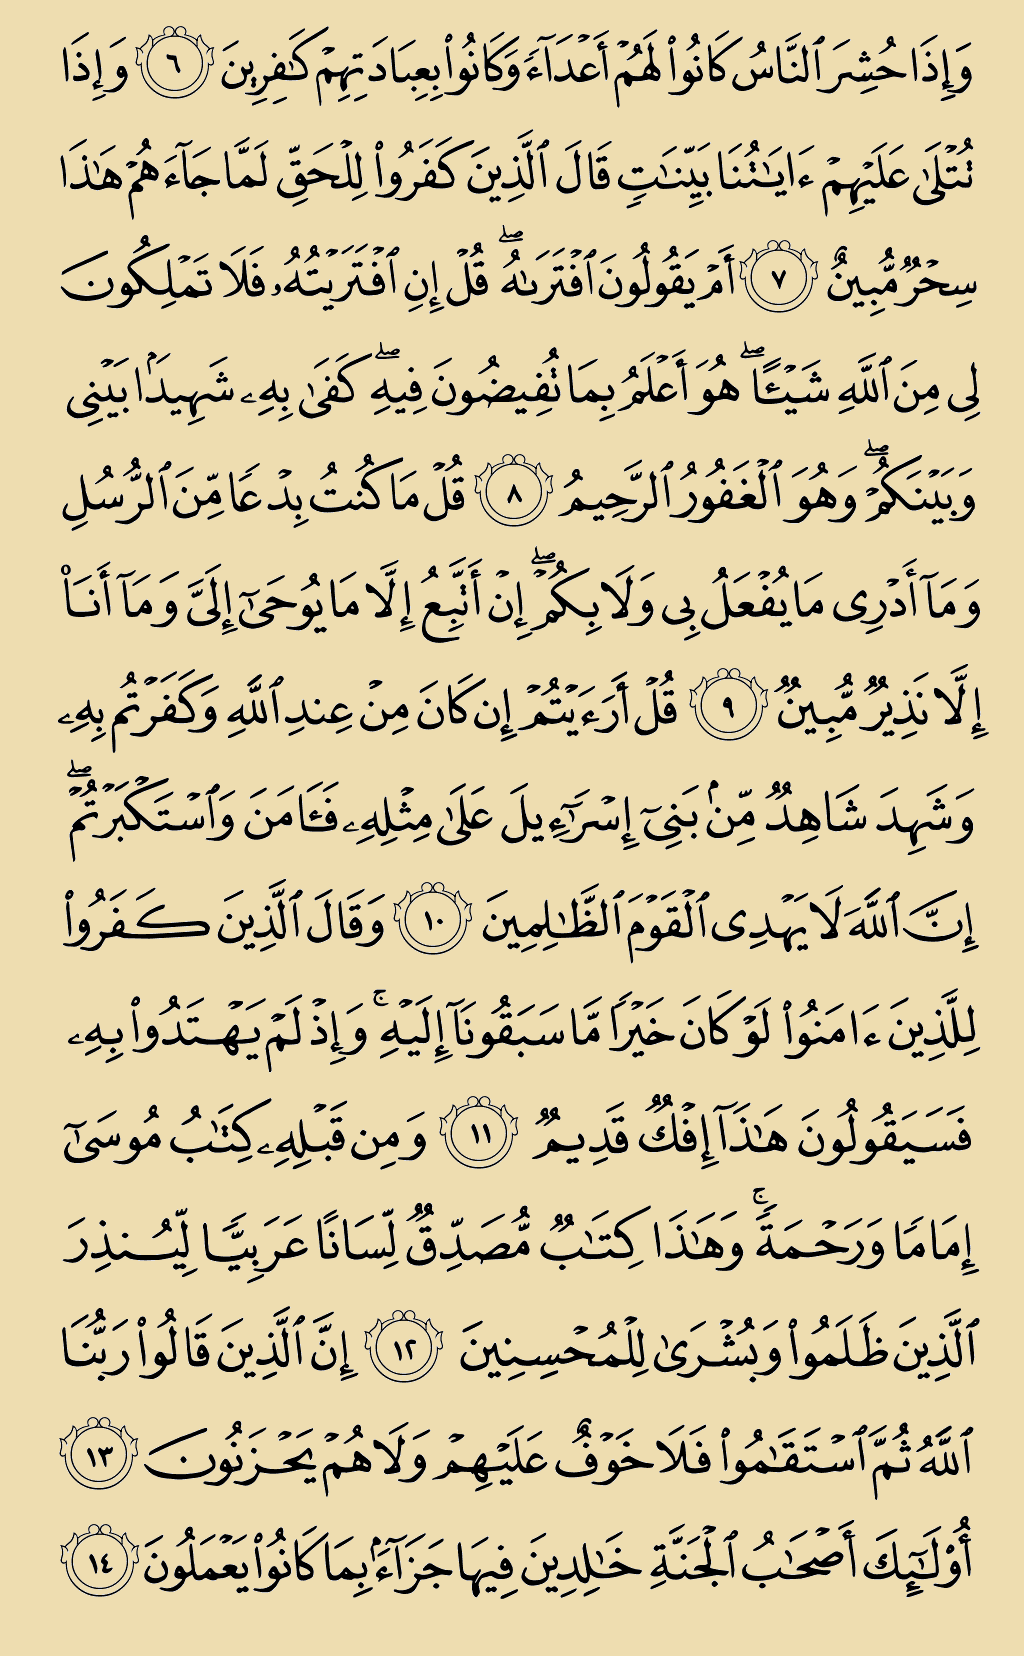 وَإِذَا حُشِرَ ٱلنَّاسُ كَانُوا۟ لَهُمْ أَعْدَآءً وَكَانُوا۟ بِعِبَادَتِهِمْ كَـٰفِرِينَ ٦ وَإِذَا
تُتْلَىٰ عَلَيْهِمْ ءَايَـٰتُنَا بَيِّنَـٰتٍ قَالَ ٱلَّذِينَ كَفَرُوا۟ لِلْحَقِّ لَمَّا جَآءَهُمْ هَـٰذَا
سِحْرٌ مُّبِينٌ ٧ أَمْ يَقُولُونَ ٱفْتَرَىٰهُ ۖ قُلْ إِنِ ٱفْتَرَيْتُهُۥ فَلَا تَمْلِكُونَ
لِى مِنَ ٱللَّهِ شَيْـًٔا ۖ هُوَ أَعْلَمُ بِمَا تُفِيضُونَ فِيهِ ۖ كَفَىٰ بِهِۦ شَهِيدًۢا بَيْنِى
وَبَيْنَكُمْ ۖ وَهُوَ ٱلْغَفُورُ ٱلرَّحِيمُ ٨ قُلْ مَا كُنتُ بِدْعًا مِّنَ ٱلرُّسُلِ
وَمَآ أَدْرِى مَا يُفْعَلُ بِى وَلَا بِكُمْ ۖ إِنْ أَتَّبِعُ إِلَّا مَا يُوحَىٰٓ إِلَىَّ وَمَآ أَنَا۠
إِلَّا نَذِيرٌ مُّبِينٌ ٩ قُلْ أَرَءَيْتُمْ إِن كَانَ مِنْ عِندِ ٱللَّهِ وَكَفَرْتُم بِهِۦ
وَشَهِدَ شَاهِدٌ مِّنۢ بَنِىٓ إِسْرَٰٓءِيلَ عَلَىٰ مِثْلِهِۦ فَـَٔامَنَ وَٱسْتَكْبَرْتُمْ ۖ
إِنَّ ٱللَّهَ لَا يَهْدِى ٱلْقَوْمَ ٱلظَّـٰلِمِينَ ١٠ وَقَالَ ٱلَّذِينَ كَفَرُوا۟
لِلَّذِينَ ءَامَنُوا۟ لَوْ كَانَ خَيْرًا مَّا سَبَقُونَآ إِلَيْهِ ۚ وَإِذْ لَمْ يَهْتَدُوا۟ بِهِۦ
فَسَيَقُولُونَ هَـٰذَآ إِفْكٌ قَدِيمٌ ١١ وَمِن قَبْلِهِۦ كِتَـٰبُ مُوسَىٰٓ
إِمَامًا وَرَحْمَةً ۚ وَهَـٰذَا كِتَـٰبٌ مُّصَدِّقٌ لِّسَانًا عَرَبِيًّا لِّيُنذِرَ
ٱلَّذِينَ ظَلَمُوا۟ وَبُشْرَىٰ لِلْمُحْسِنِينَ ١٢ إِنَّ ٱلَّذِينَ قَالُوا۟ رَبُّنَا
ٱللَّهُ ثُمَّ ٱسْتَقَـٰمُوا۟ فَلَا خَوْفٌ عَلَيْهِمْ وَلَا هُمْ يَحْزَنُونَ ١٣
أُو۟لَـٰٓئِكَ أَصْحَـٰبُ ٱلْجَنَّةِ خَـٰلِدِينَ فِيهَا جَزَآءًۢ بِمَا كَانُوا۟ يَعْمَلُونَ ١٤